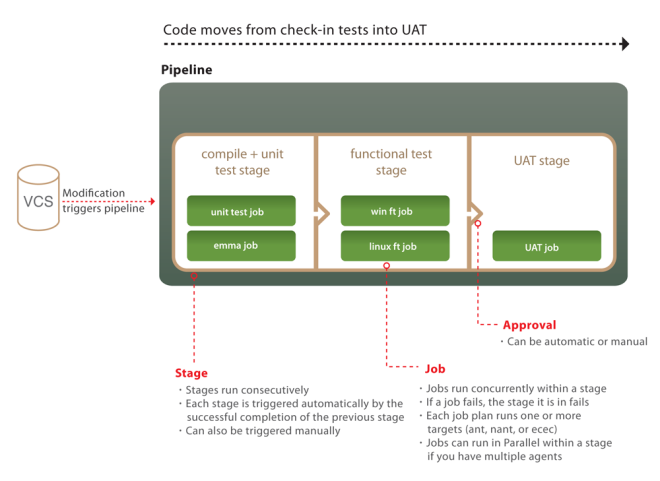 Code moves from check-in tests into UAT
Pipeline
compile + unit
test stage
functional test
stage
UAT stage
VCS
Modification
triggers pipeline
unit test job
win ft job
emma job
linux ft job
UAT job
Approval
· Can be automatic or manual
Stage
· Stages run consecutively
· Each stage is triggered automatically by the
successful completion of the previous stage
· Can also be triggered manually
Job
· Jobs run concurrently within a stage
· If a job fails, the stage it is in fails
· Each job plan runs one or more
targets (ant, nant, or ecec)
· Jobs can run in Parallel within a stage
if you have multiple agents